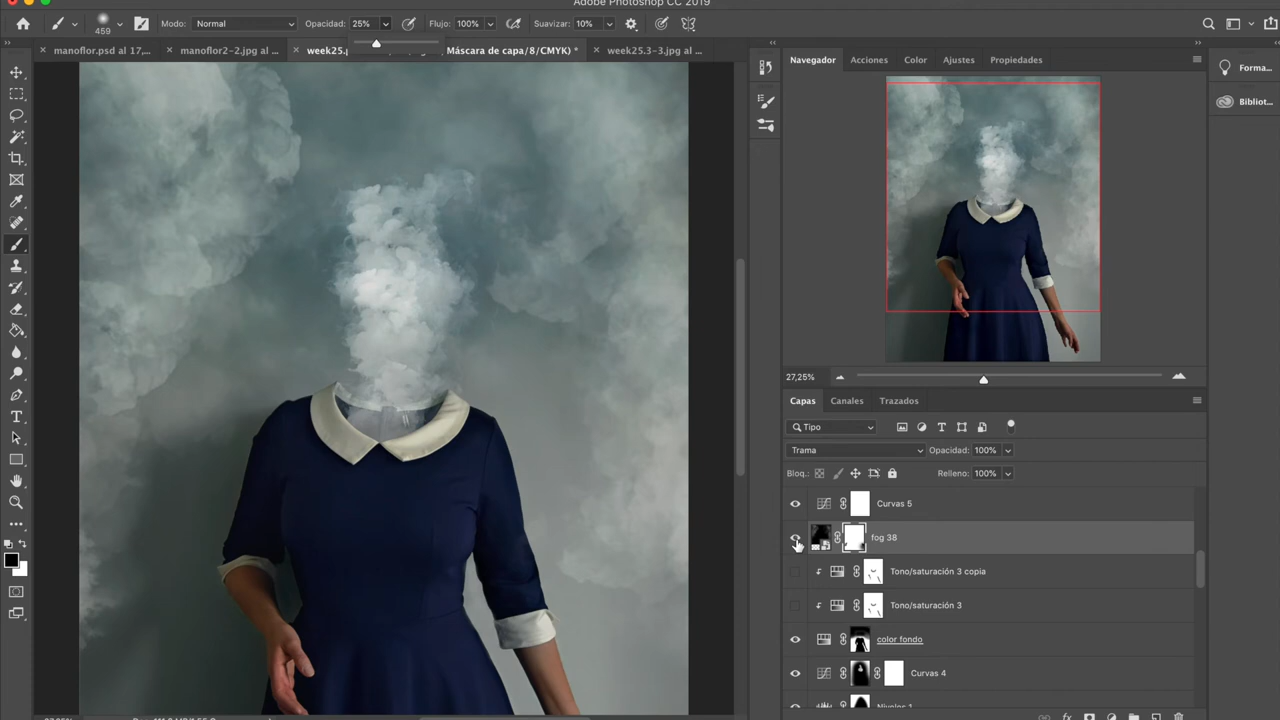 Adobe Photoshop CC 2019
459 Modo: Normal Opacidad: 25% Flujo: 100% Suavizar: 10%
manoflor.psd al 17,... manoflor2-2.jpg al ... week25. Máscara de capa/8/CMYK) * week25.3-3.jpg al ...
Navegador Acciones Color Ajustes Propiedades
Forma...
Bibliot...
27,25%
Capas Canales Trazados
Tipo
Trama Opacidad: 100%
Bloq.: Relleno: 100%
Curvas 5
fog 38
Tono/saturación 3 copia
Tono/saturación 3
color fondo
Curvas 4
Niveles 1
fx